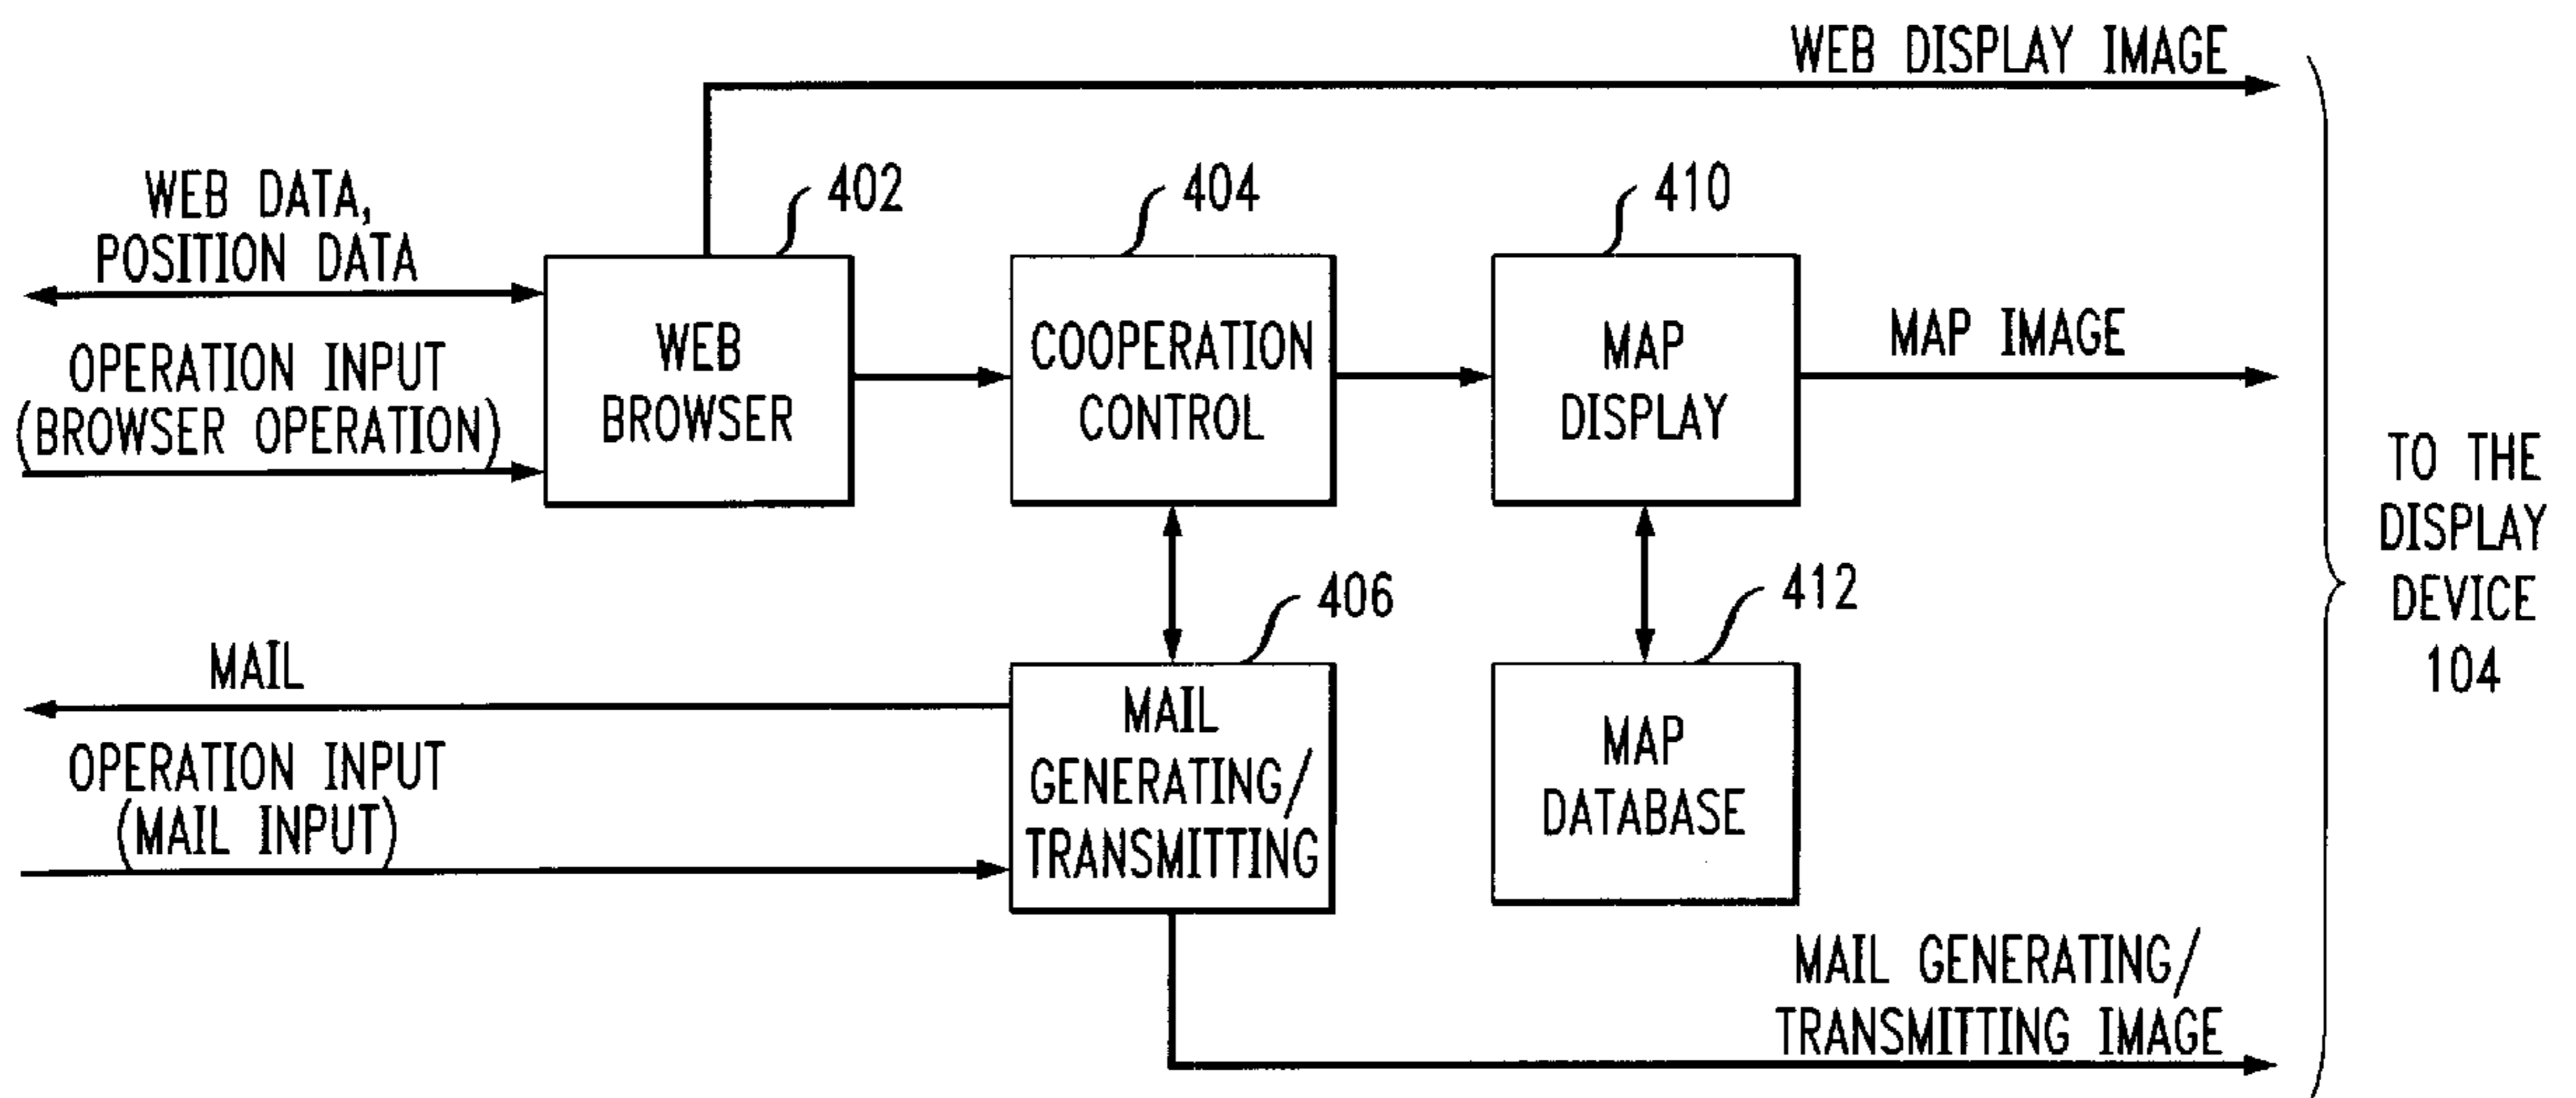 WEB DISPLAY IMAGE
WEB DATA,
POSITION DATA
402
404
410
OPERATION INPUT
(BROWSER OPERATION)
WEB
BROWSER
COOPERATION
CONTROL
MAP
DISPLAY
MAP IMAGE
TO THE
DISPLAY
DEVICE
104
406
412
MAIL
OPERATION INPUT
(MAIL INPUT)
MAIL
GENERATING/
TRANSMITTING
MAP
DATABASE
MAIL GENERATING/
TRANSMITTING IMAGE